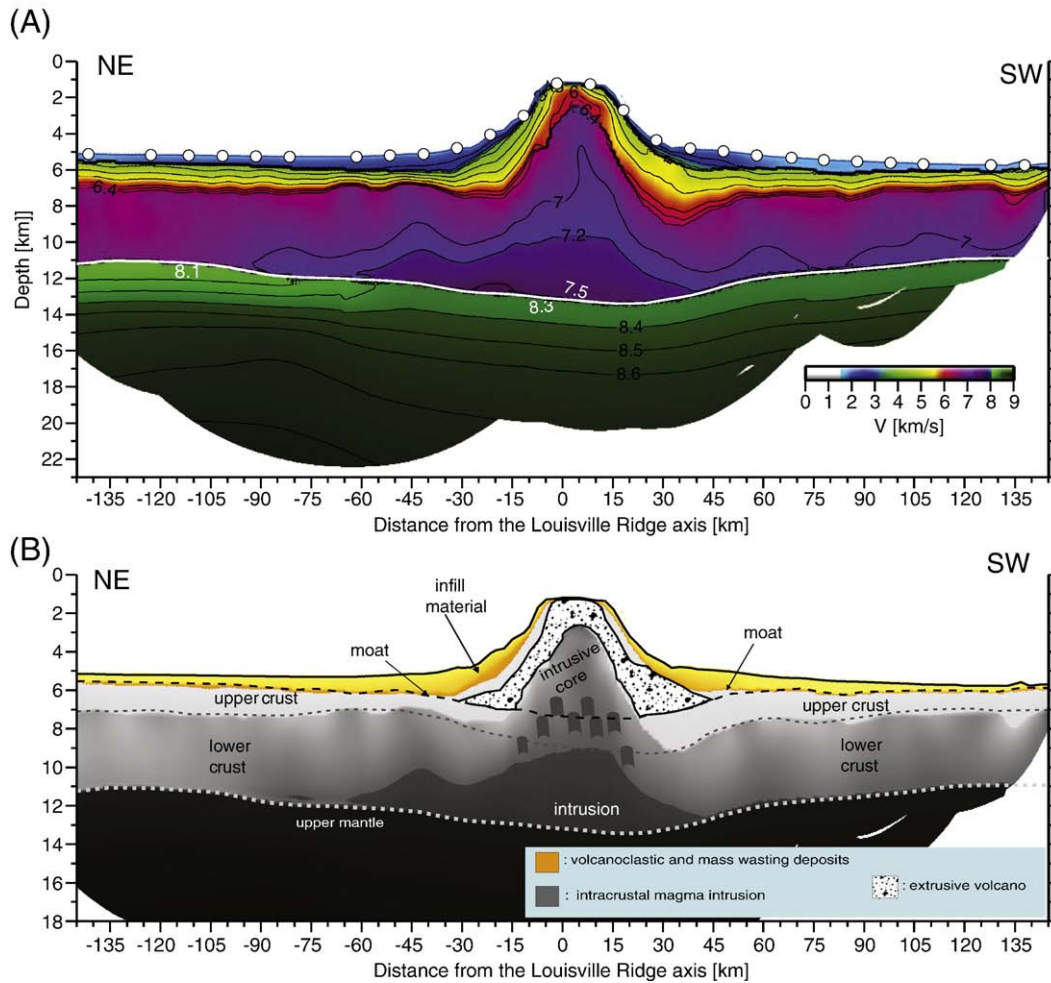 (A)
NE
SW
0
2
4
6
8
10
12
14
16
18
20
22
Depth [km]]
6
6.4
6.4
7
7.2
7
8.1
7.5
8.3
8.4
8.5
8.6
0 1 2 3 4 5 6 7 8 9
V [km/s]
-135 -120 -105 -90 -75 -60 -45 -30 -15 0 15 30 45 60 75 90 105 120 135
Distance from the Louisville Ridge axis [km]
(B)
NE
SW
0
2
4
6
8
10
12
14
16
18
infill
material
moat
moat
intrusive
core
upper crust
upper crust
lower
crust
lower
crust
intrusion
upper mantle
: volcanoclastic and mass wasting deposits
: intracrustal magma intrusion
: extrusive volcano
-135 -120 -105 -90 -75 -60 -45 -30 -15 0 15 30 45 60 75 90 105 120 135
Distance from the Louisville Ridge axis [km]